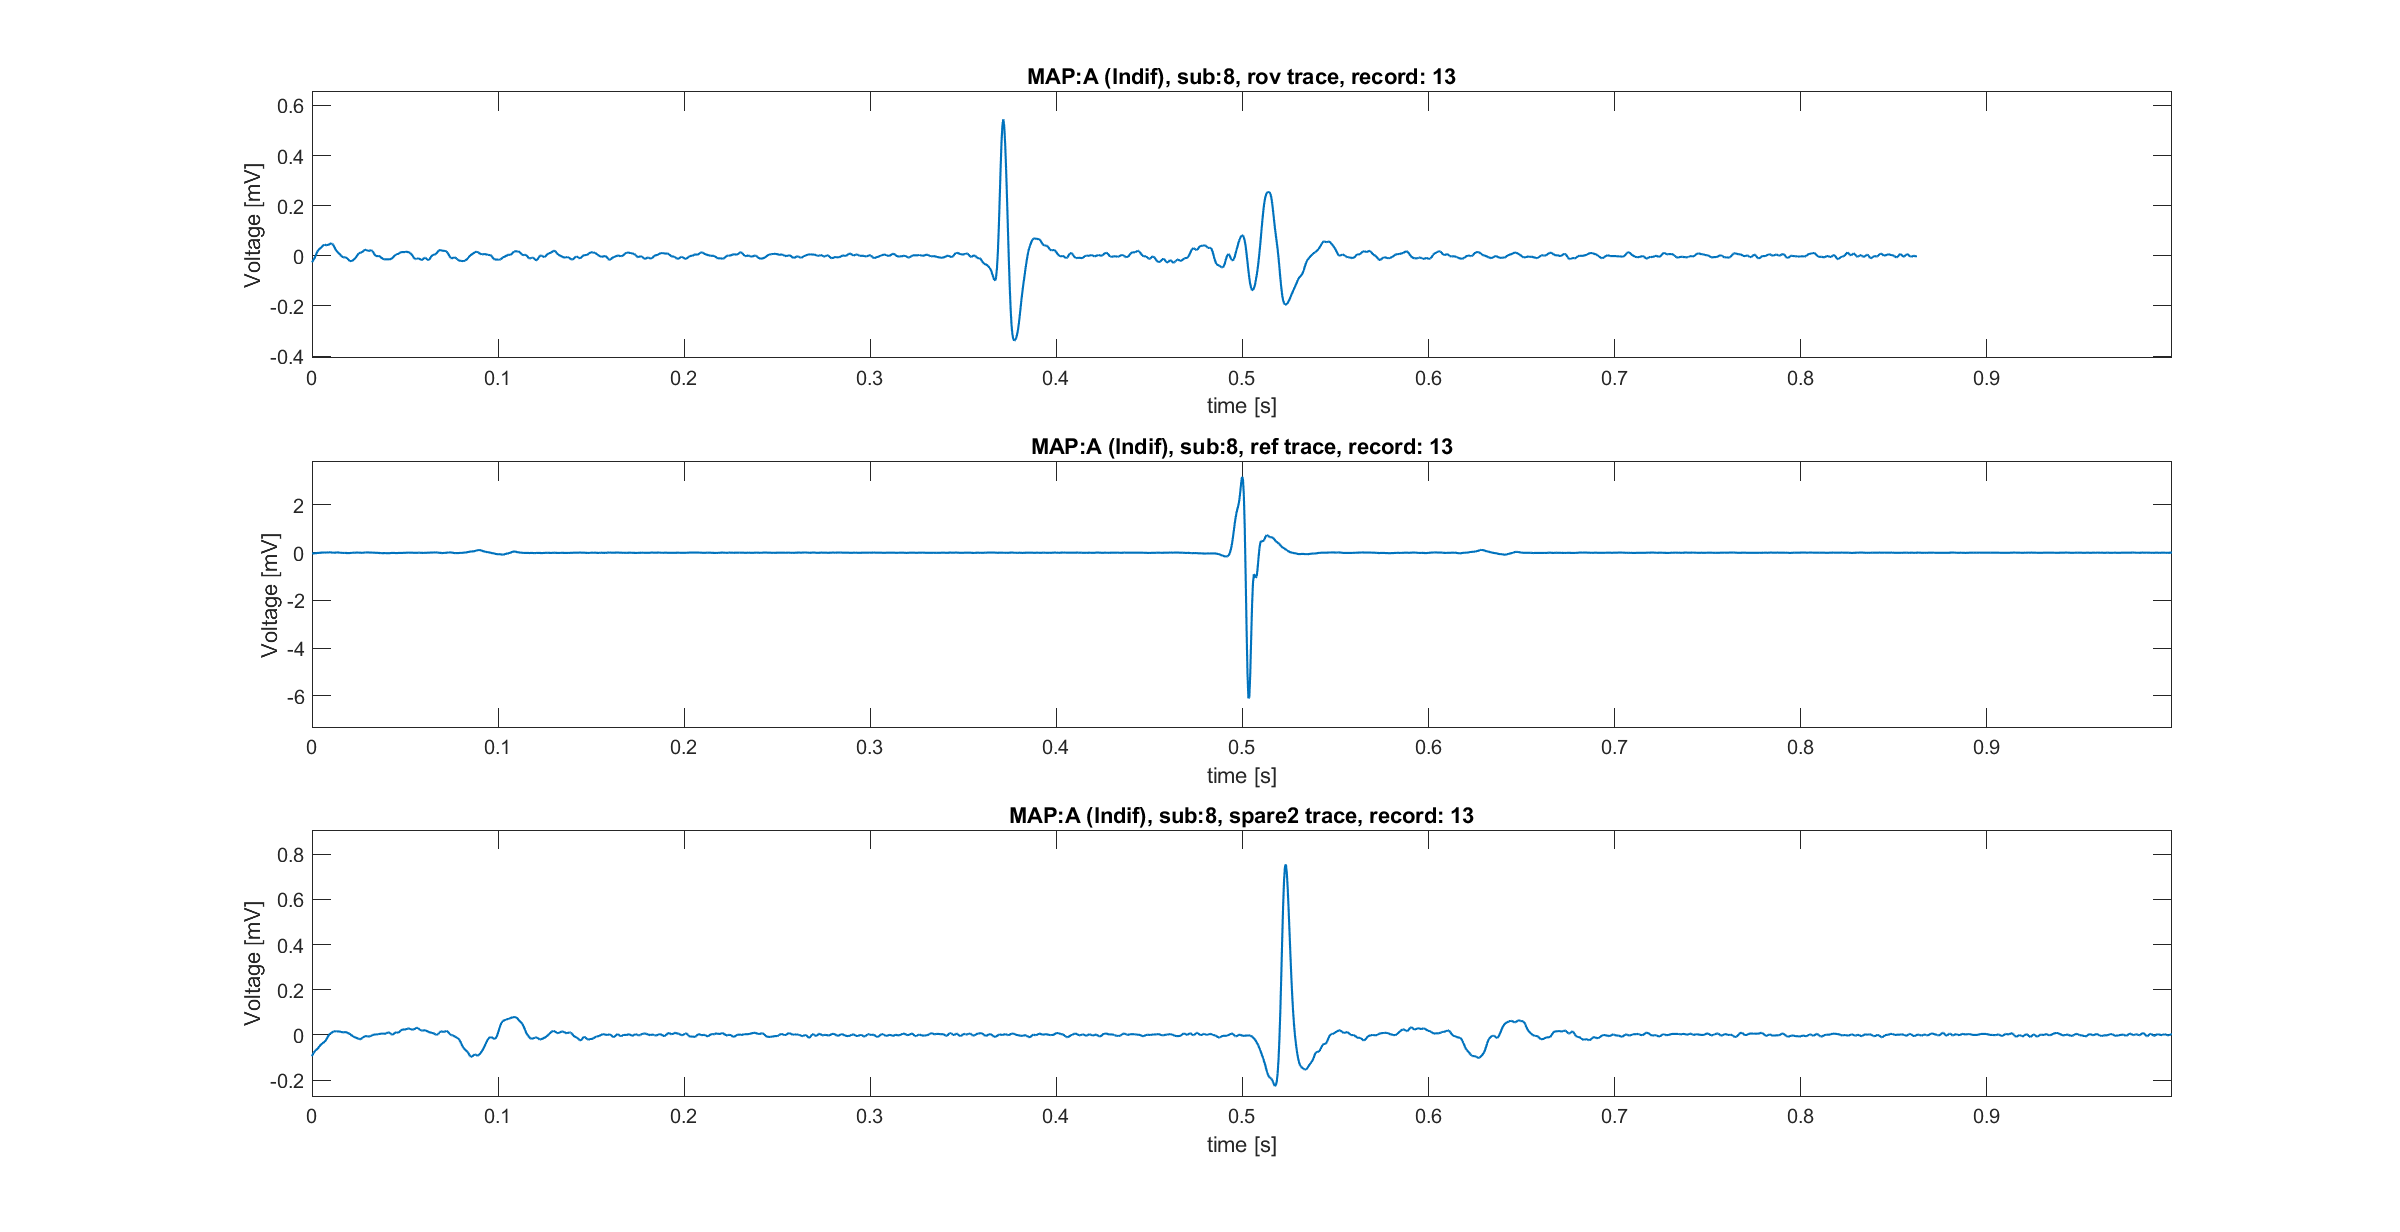 MAP:A (Indif), sub:8, rov trace, record: 13
Voltage [mV]
0.6
0.4
0.2
0
-0.2
-0.4
0 0.1 0.2 0.3 0.4 0.5 0.6 0.7 0.8 0.9
time [s]
MAP:A (Indif), sub:8, ref trace, record: 13
Voltage [mV]
2
0
-2
-4
-6
0 0.1 0.2 0.3 0.4 0.5 0.6 0.7 0.8 0.9
time [s]
MAP:A (Indif), sub:8, spare2 trace, record: 13
Voltage [mV]
0.8
0.6
0.4
0.2
0
-0.2
0 0.1 0.2 0.3 0.4 0.5 0.6 0.7 0.8 0.9
time [s]